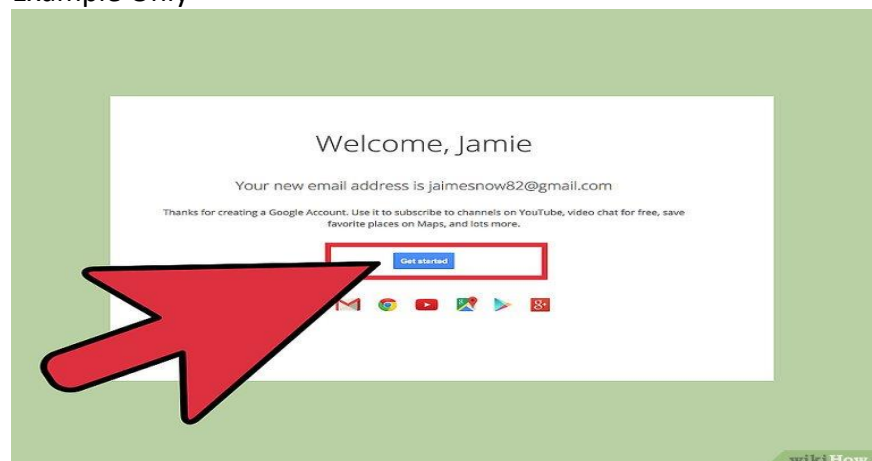 Example Only
Welcome, Jamie
Your new email address is jaimesnow82@gmail.com
Thanks for creating a Google Account. Use it to subscribe to channels on YouTube, video chat for free, save
favorite places on Maps, and lots more.
Get started
8+
wikiHow